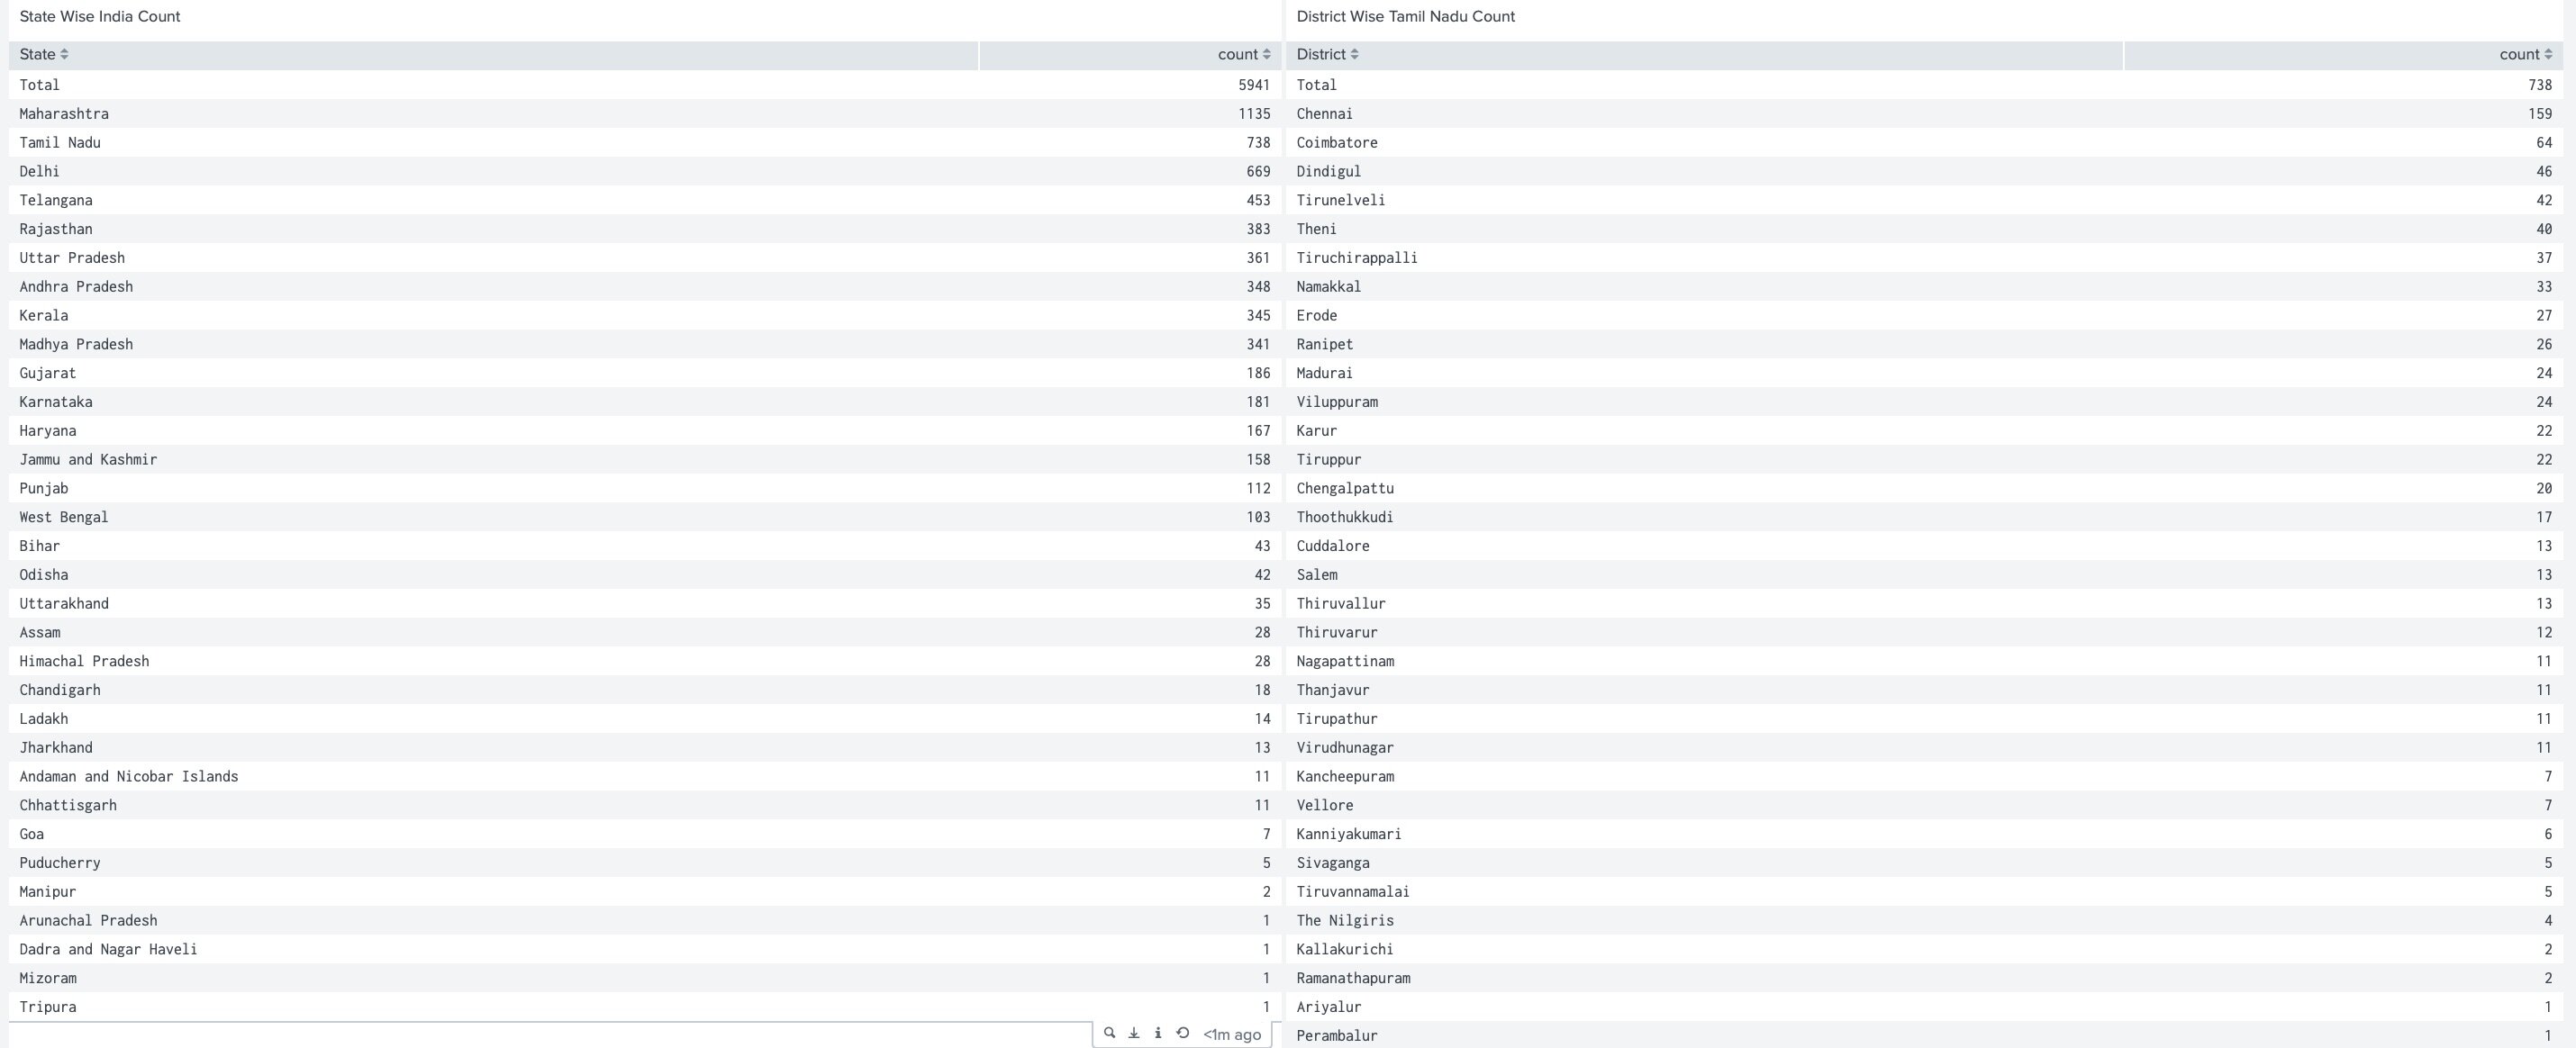 State Wise India Count
State count
Total 5941
Maharashtra 1135
Tamil Nadu 738
Delhi 669
Telangana 453
Rajasthan 383
Uttar Pradesh 361
Andhra Pradesh 348
Kerala 345
Madhya Pradesh 341
Gujarat 186
Karnataka 181
Haryana 167
Jammu and Kashmir 158
Punjab 112
West Bengal 103
Bihar 43
Odisha 42
Uttarakhand 35
Assam 28
Himachal Pradesh 28
Chandigarh 18
Ladakh 14
Jharkhand 13
Andaman and Nicobar Islands 11
Chhattisgarh 11
Goa 7
Puducherry 5
Manipur 2
Arunachal Pradesh 1
Dadra and Nagar Haveli 1
Mizoram 1
Tripura 1
<1m ago
District Wise Tamil Nadu Count
District count
Total 738
Chennai 159
Coimbatore 64
Dindigul 46
Tirunelveli 42
Theni 40
Tiruchirappalli 37
Namakkal 33
Erode 27
Ranipet 26
Madurai 24
Viluppuram 24
Karur 22
Tiruppur 22
Chengalpattu 20
Thoothukkudi 17
Cuddalore 13
Salem 13
Thiruvallur 13
Thiruvarur 12
Nagapattinam 11
Thanjavur 11
Tirupathur 11
Virudhunagar 11
Kancheepuram 7
Vellore 7
Kanniyakumari 6
Sivaganga 5
Tiruvannamalai 5
The Nilgiris 4
Kallakurichi 2
Ramanathapuram 2
Ariyalur 1
Perambalur 1